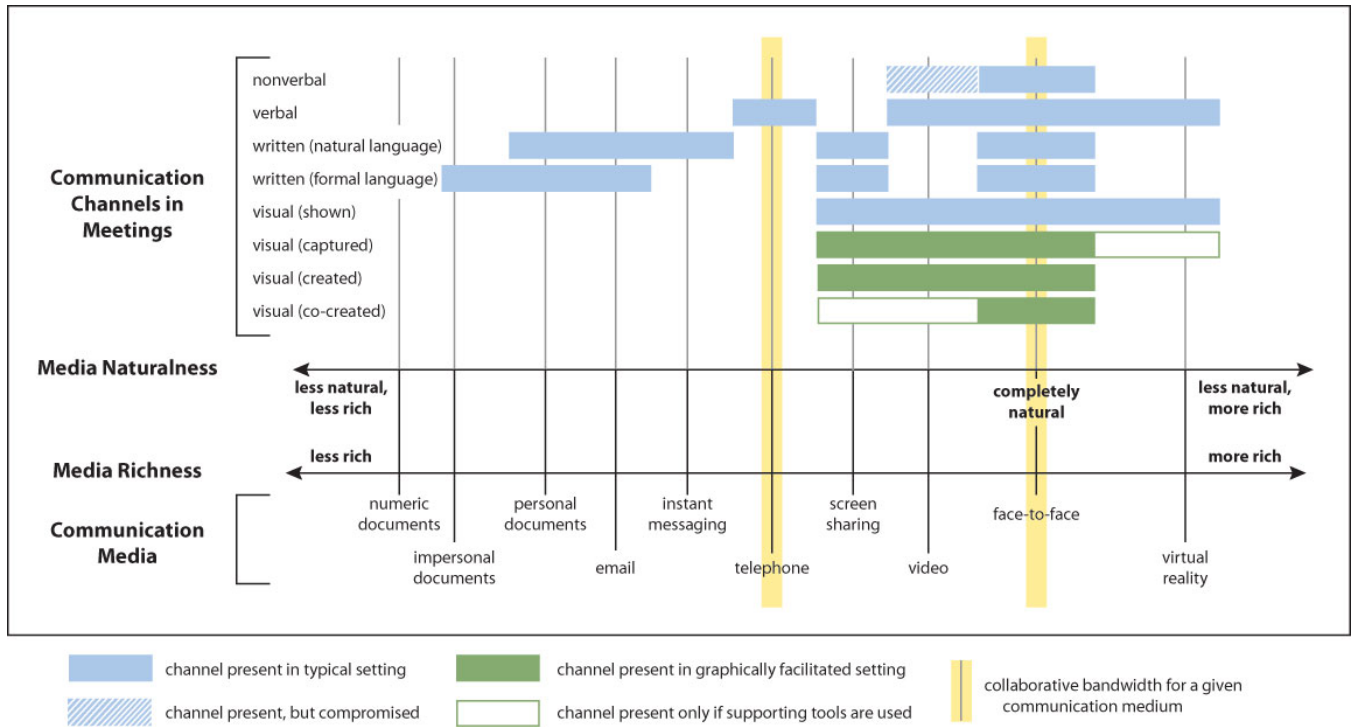 Communication
Channels in
Meetings
nonverbal
verbal
written (natural language)
written (formal language)
visual (shown)
visual (captured)
visual (created)
visual (co-created)
Media Naturalness
less natural,
less rich
completely
natural
less natural,
more rich
Media Richness
less rich
more rich
Communication
Media
numeric
documents
impersonal
documents
personal
documents
email
instant
messaging
telephone
screen
sharing
video
face-to-face
virtual
reality
channel present in typical setting
channel present, but compromised
channel present in graphically facilitated setting
channel present only if supporting tools are used
collaborative bandwidth for a given
communication medium